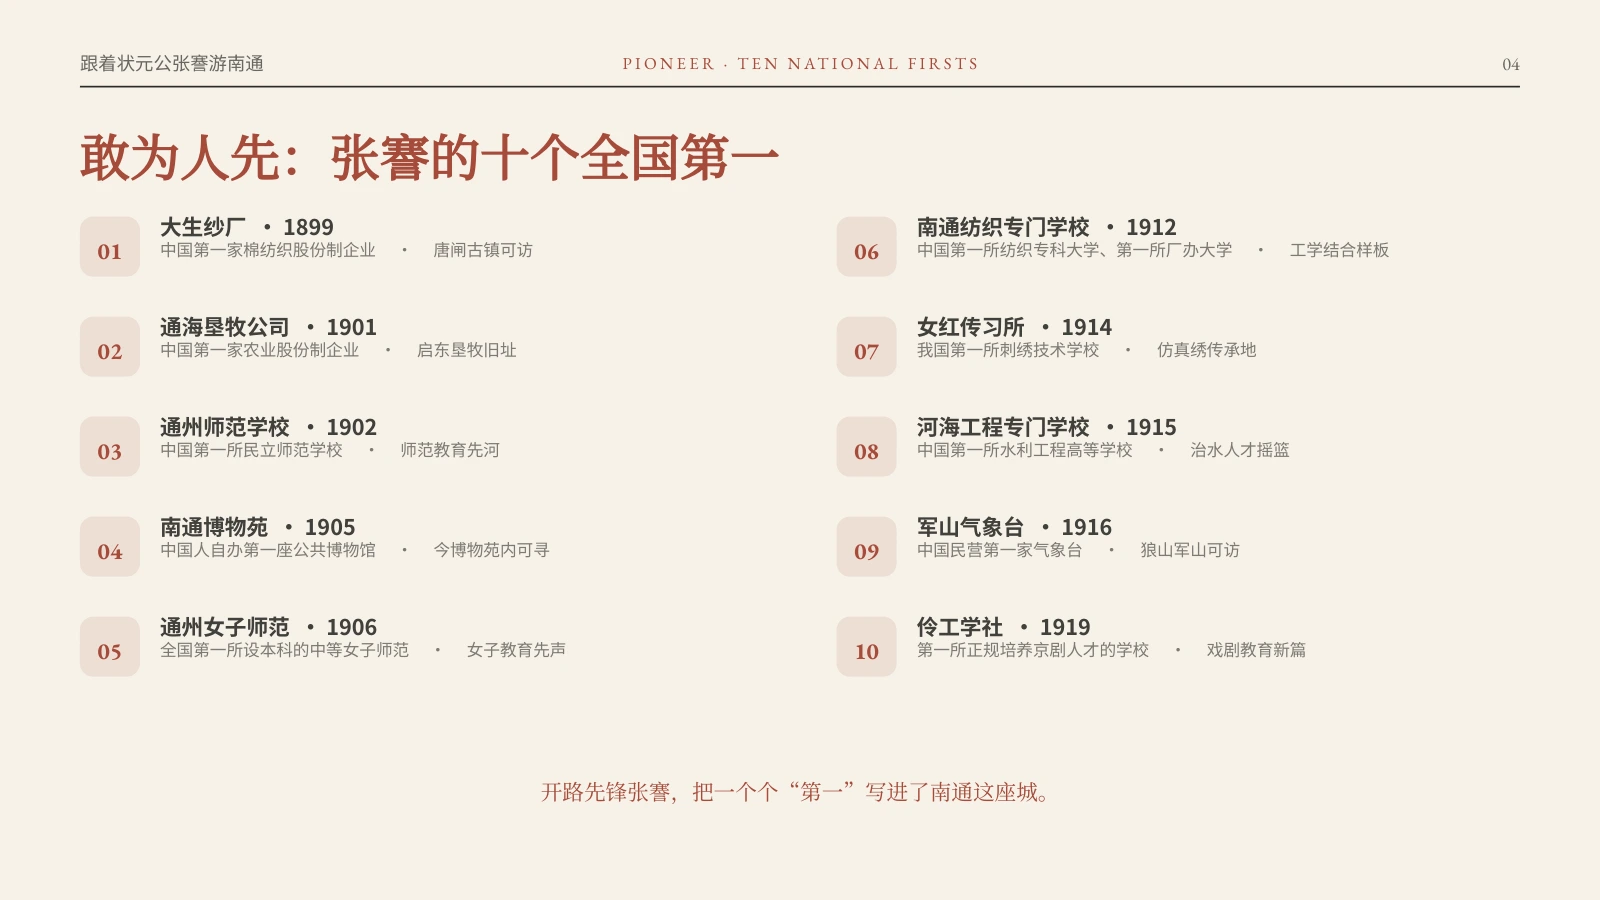 跟着状元公张謇游南通
PIONEER · TEN NATIONAL FIRSTS
04
敢为人先：张謇的十个全国第一
01
大生纱厂 • 1899
中国第一家棉纺织股份制企业 • 唐闸古镇可访
02
通海垦牧公司 • 1901
中国第一家农业股份制企业 • 启东垦牧旧址
03
通州师范学校 • 1902
中国第一所民立师范学校 • 师范教育先河
04
南通博物苑 • 1905
中国人自办第一座公共博物馆 • 今博物苑内可寻
05
通州女子师范 • 1906
全国第一所设本科的中等女子师范 • 女子教育先声
06
南通纺织专门学校 • 1912
中国第一所纺织专科大学、第一所厂办大学 • 工学结合样板
07
女红传习所 • 1914
我国第一所刺绣技术学校 • 仿真绣传承地
08
河海工程专门学校 • 1915
中国第一所水利工程高等学校 • 治水人才摇篮
09
军山气象台 • 1916
中国民营第一家气象台 • 狼山军山可访
10
伶工学社 • 1919
第一所正规培养京剧人才的学校 • 戏剧教育新篇
开路先锋张謇，把一个个“第一”写进了南通这座城。